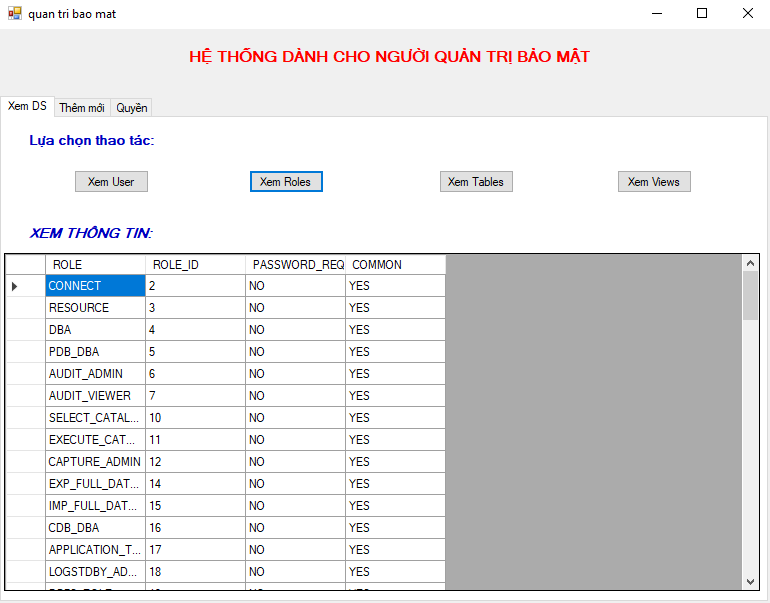 quan tri bao mat
HỆ THỐNG DÀNH CHO NGƯỜI QUẢN TRỊ BẢO MẬT
Xem DS Thêm mới Quyền
Lựa chọn thao tác:
Xem User Xem Roles Xem Tables Xem Views
XEM THÔNG TIN:
ROLE ROLE_ID PASSWORD_REQ COMMON
CONNECT 2 NO YES
RESOURCE 3 NO YES
DBA 4 NO YES
PDB_DBA 5 NO YES
AUDIT_ADMIN 6 NO YES
AUDIT_VIEWER 7 NO YES
SELECT_CATAL... 10 NO YES
EXECUTE_CAT... 11 NO YES
CAPTURE_ADMIN 12 NO YES
EXP_FULL_DAT... 14 NO YES
IMP_FULL_DAT... 15 NO YES
CDB_DBA 16 NO YES
APPLICATION_T... 17 NO YES
LOGSTDBY_AD... 18 NO YES